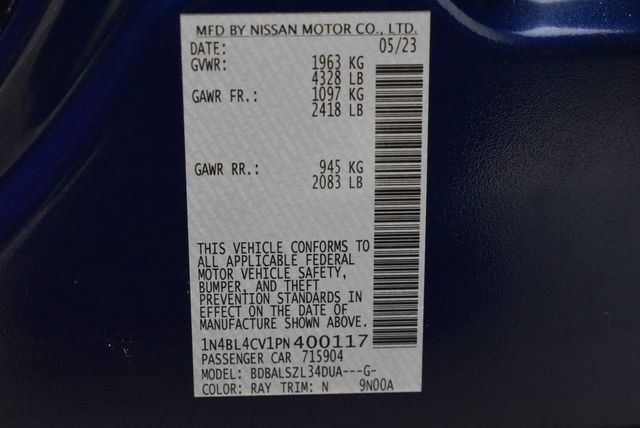 MFD BY NISSAN MOTOR CO., LTD.
DATE: 05/23
GVWR: 1963 KG
4328 LB
GAWR FR.: 1097 KG
2418 LB
GAWR RR.: 945 KG
2083 LB
THIS VEHICLE CONFORMS TO
ALL APPLICABLE FEDERAL
MOTOR VEHICLE SAFETY,
BUMPER, AND THEFT
PREVENTION STANDARDS IN
EFFECT ON THE DATE OF
MANUFACTURE SHOWN ABOVE.
1N4BL4CV1PN400117
PASSENGER CAR 715904
MODEL: BDBALSZL34DUA---G-
COLOR: RAY TRIM: N 9N00A